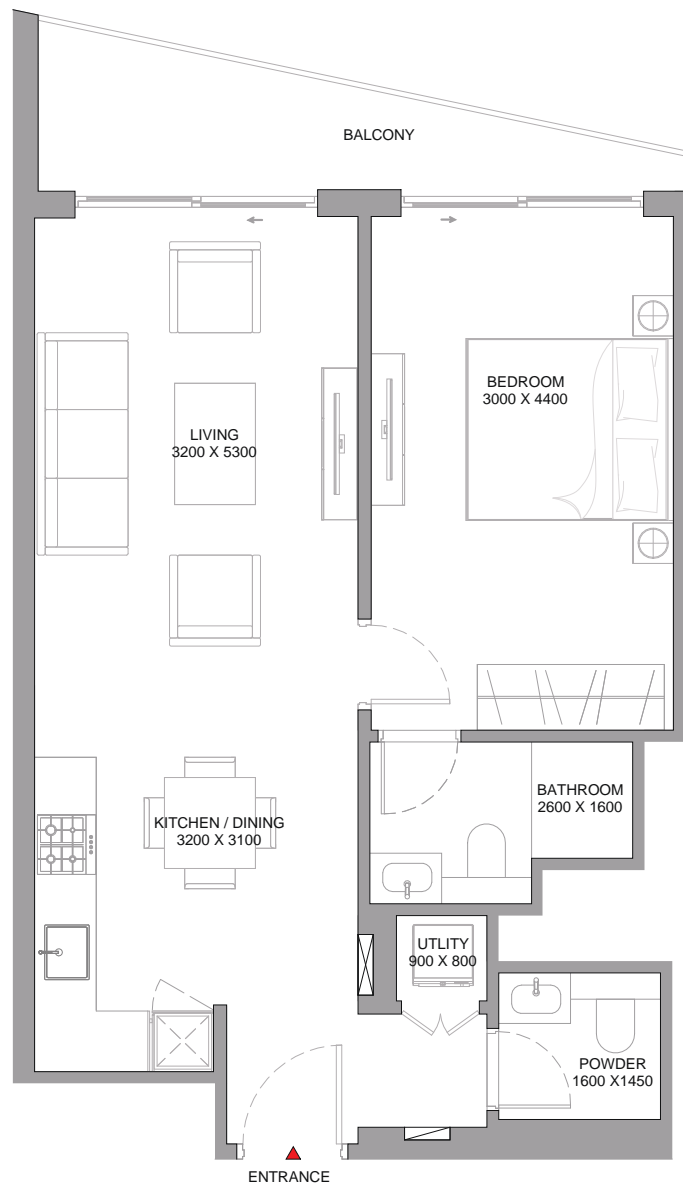 BALCONY
BEDROOM
3000 X 4400
LIVING
3200 X 5300
BATHROOM
2600 X 1600
KITCHEN / DINING
3200 X 3100
UTLITY
900 X 800
POWDER
1600 X1450
ENTRANCE